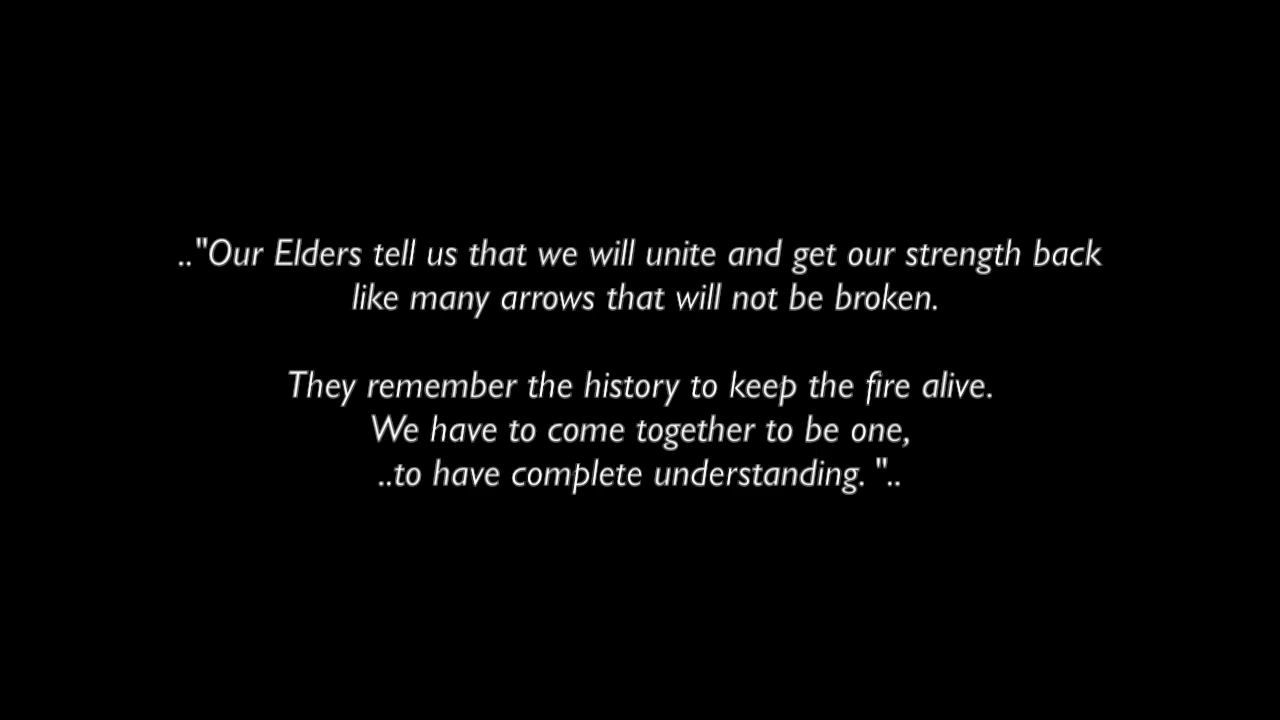 .."Our Elders tell us that we will unite and get our strength back
like many arrows that will not be broken.
They remember the history to keep the fire alive.
We have to come together to be one,
..to have complete understanding. "..